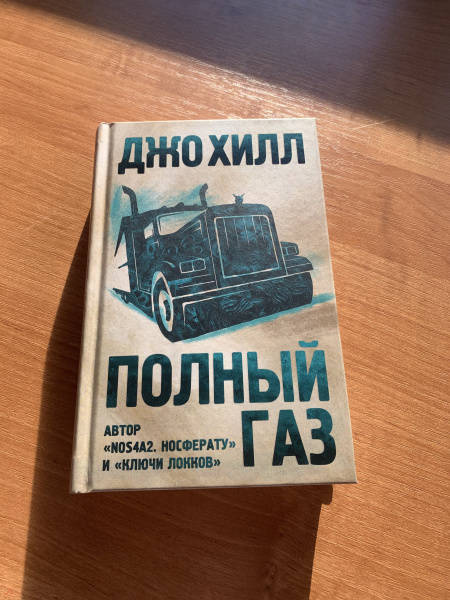 ДЖО ХИЛЛ
ПОЛНЫЙ
ГАЗ
АВТОР
«NOS4A2. НОСФЕРАТУ»
И «КЛЮЧИ ЛОККОВ»